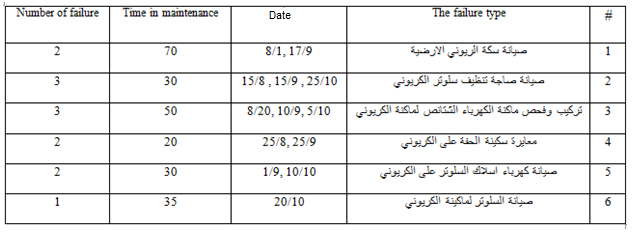 Number of failure Time in maintenance Date The failure type #
2 70 8/1, 17/9 صيانة سكة الريوني الارضية 1
3 30 15/8 , 15/9 , 25/10 صيانة صاجة تنظيف سلوتر الكريوني 2
3 50 8/20, 10/9, 5/10 تركيب وفحص ماكنة الكهرباء الشتانص لماكنة الكريوني 3
2 20 25/8, 25/9 معايرة سكينة الحفة على الكريوني 4
2 30 1/9, 10/10 صيانة كهرباء اسلاك السلوتر على الكريوني 5
1 35 20/10 صيانة السلوتر لماكينة الكريوني 6